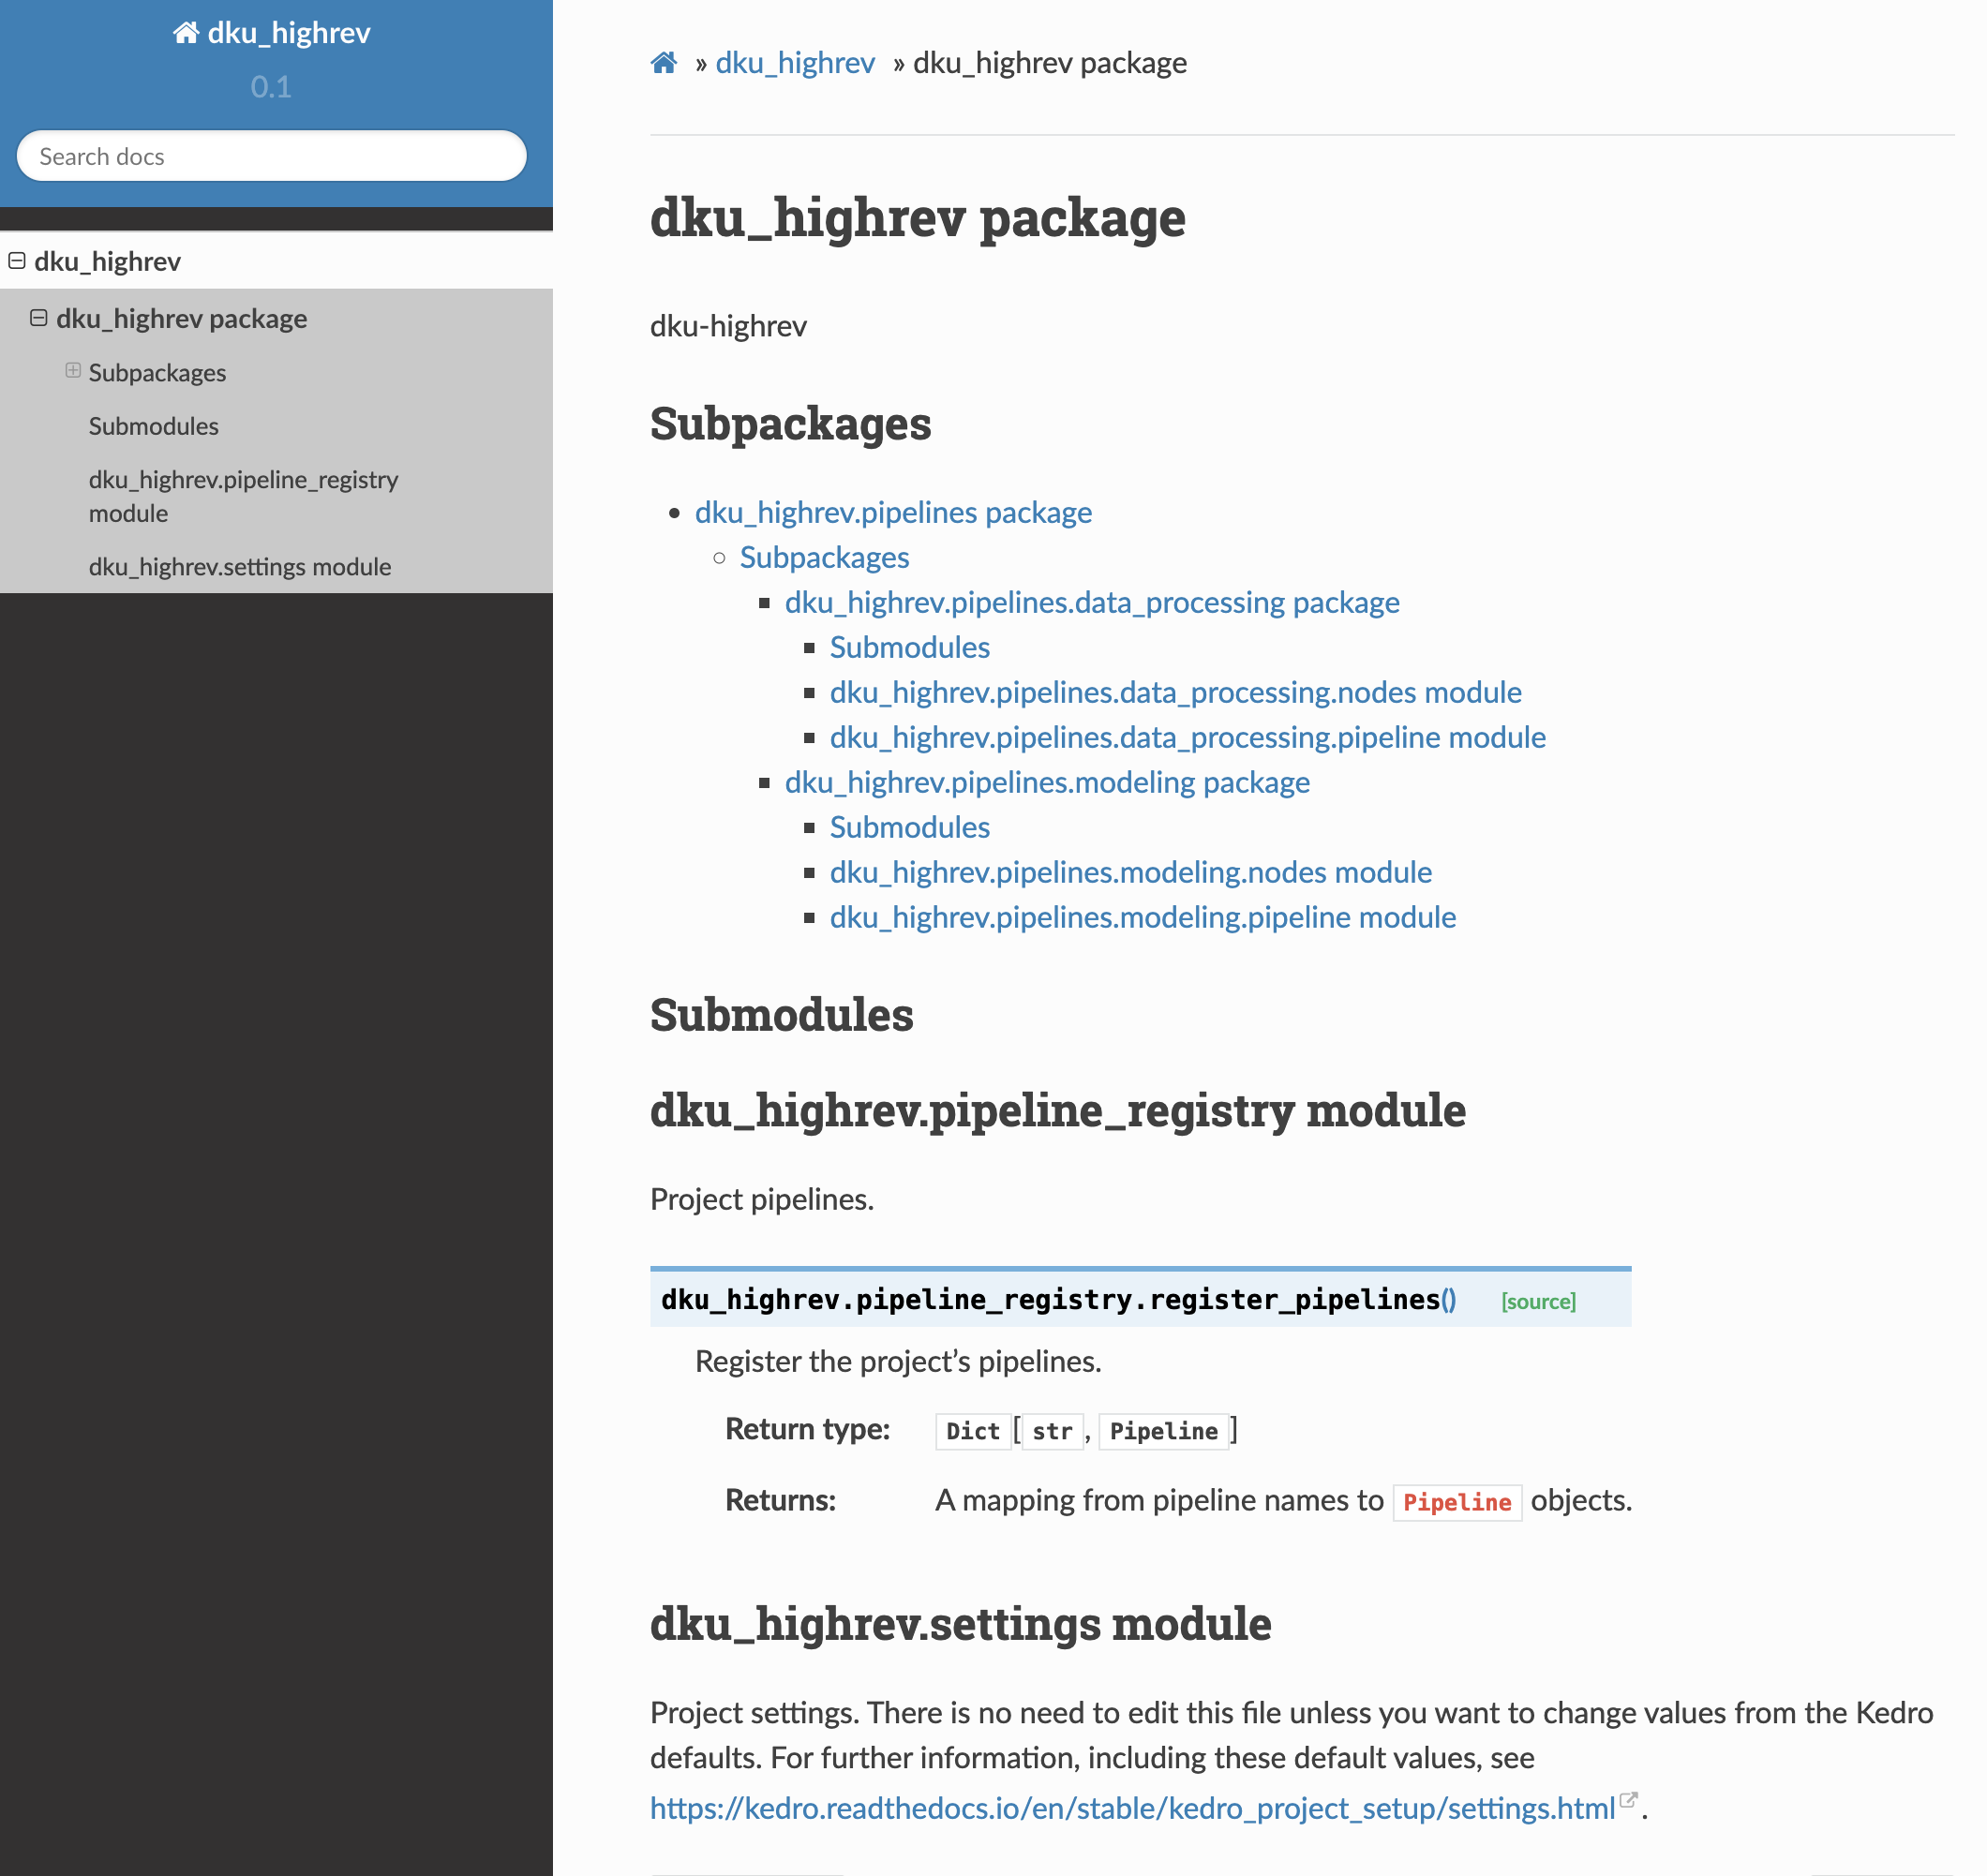 dku_highrev
0.1
Search docs
dku_highrev
dku_highrev package
Subpackages
Submodules
dku_highrev.pipeline_registry
module
dku_highrev.settings module
» dku_highrev » dku_highrev package
dku_highrev package
dku-highrev
Subpackages
dku_highrev.pipelines package
Subpackages
dku_highrev.pipelines.data_processing package
Submodules
dku_highrev.pipelines.data_processing.nodes module
dku_highrev.pipelines.data_processing.pipeline module
dku_highrev.pipelines.modeling package
Submodules
dku_highrev.pipelines.modeling.nodes module
dku_highrev.pipelines.modeling.pipeline module
Submodules
dku_highrev.pipeline_registry module
Project pipelines.
dku_highrev.pipeline_registry.register_pipelines() [source]
Register the project’s pipelines.
Return type: Dict[str, Pipeline]
Returns: A mapping from pipeline names to Pipeline objects.
dku_highrev.settings module
Project settings. There is no need to edit this file unless you want to change values from the Kedro
defaults. For further information, including these default values, see
https://kedro.readthedocs.io/en/stable/kedro_project_setup/settings.html.